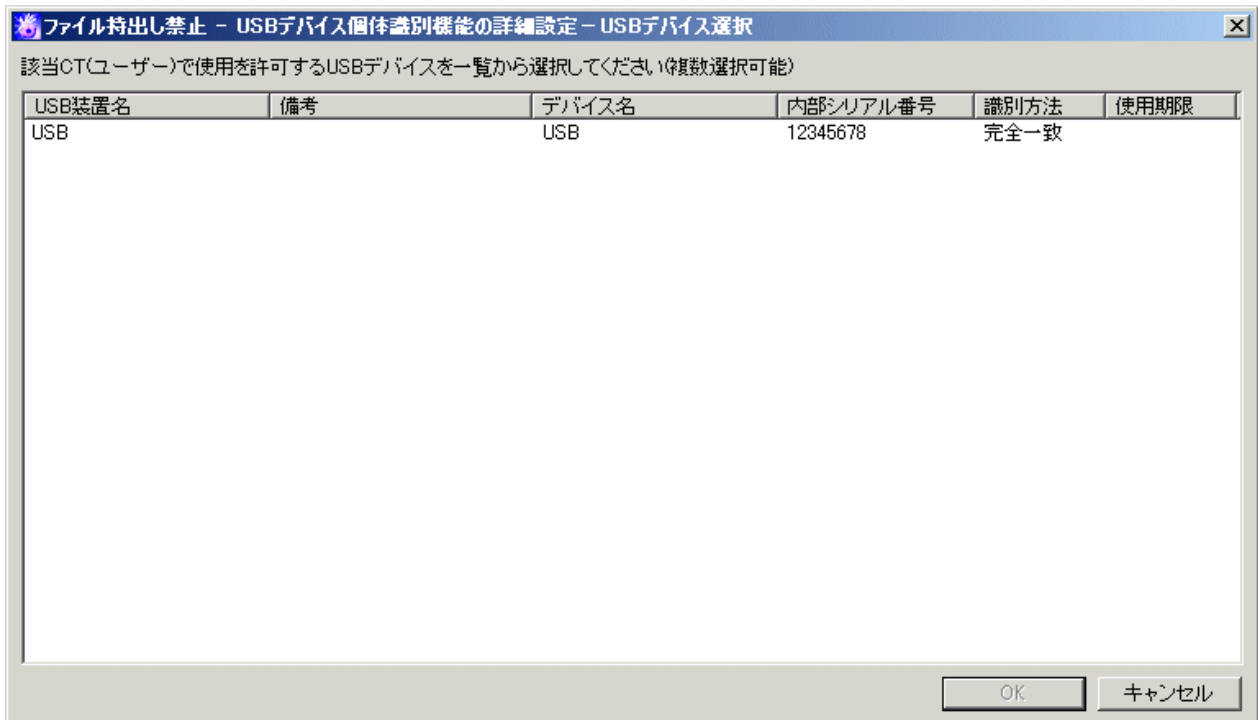 ファイル持出し禁止 - USBデバイス個体識別機能の詳細設定－USBデバイス選択
該当CT(ユーザー)で使用を許可するUSBデバイスを一覧から選択してください(複数選択可能)
USB装置名 備考 デバイス名 内部シリアル番号 識別方法 使用期限
USB USB 12345678 完全一致
OK キャンセル